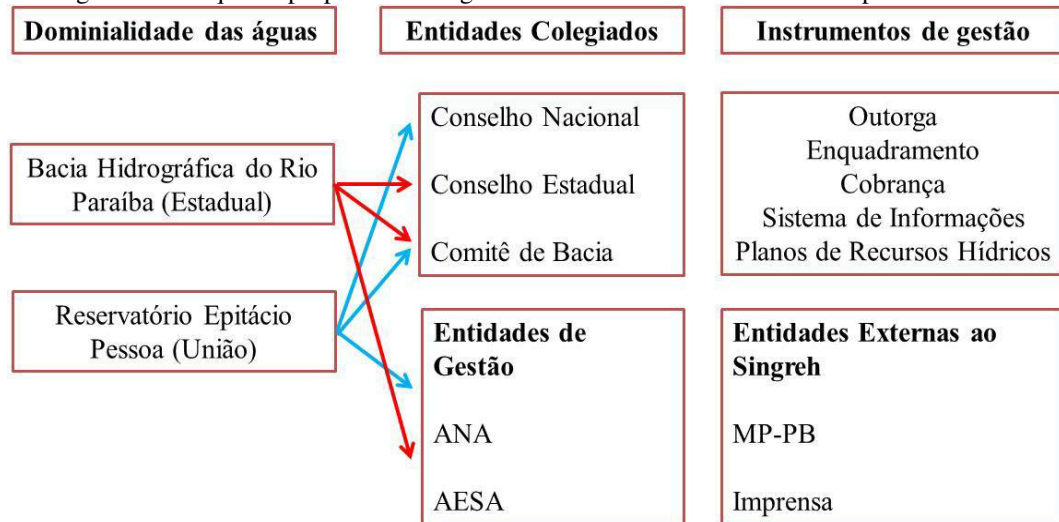 Dominialidade das águas
Entidades Colegiados
Instrumentos de gestão
Bacia Hidrográfica do Rio
Paraíba (Estadual)
Reservatório Epitácio
Pessoa (União)
Conselho Nacional
Conselho Estadual
Comitê de Bacia
Entidades de
Gestão
ANA
AESA
Outorga
Enquadramento
Cobrança
Sistema de Informações
Planos de Recursos Hídricos
Entidades Externas ao
Singreh
MP-PB
Imprensa